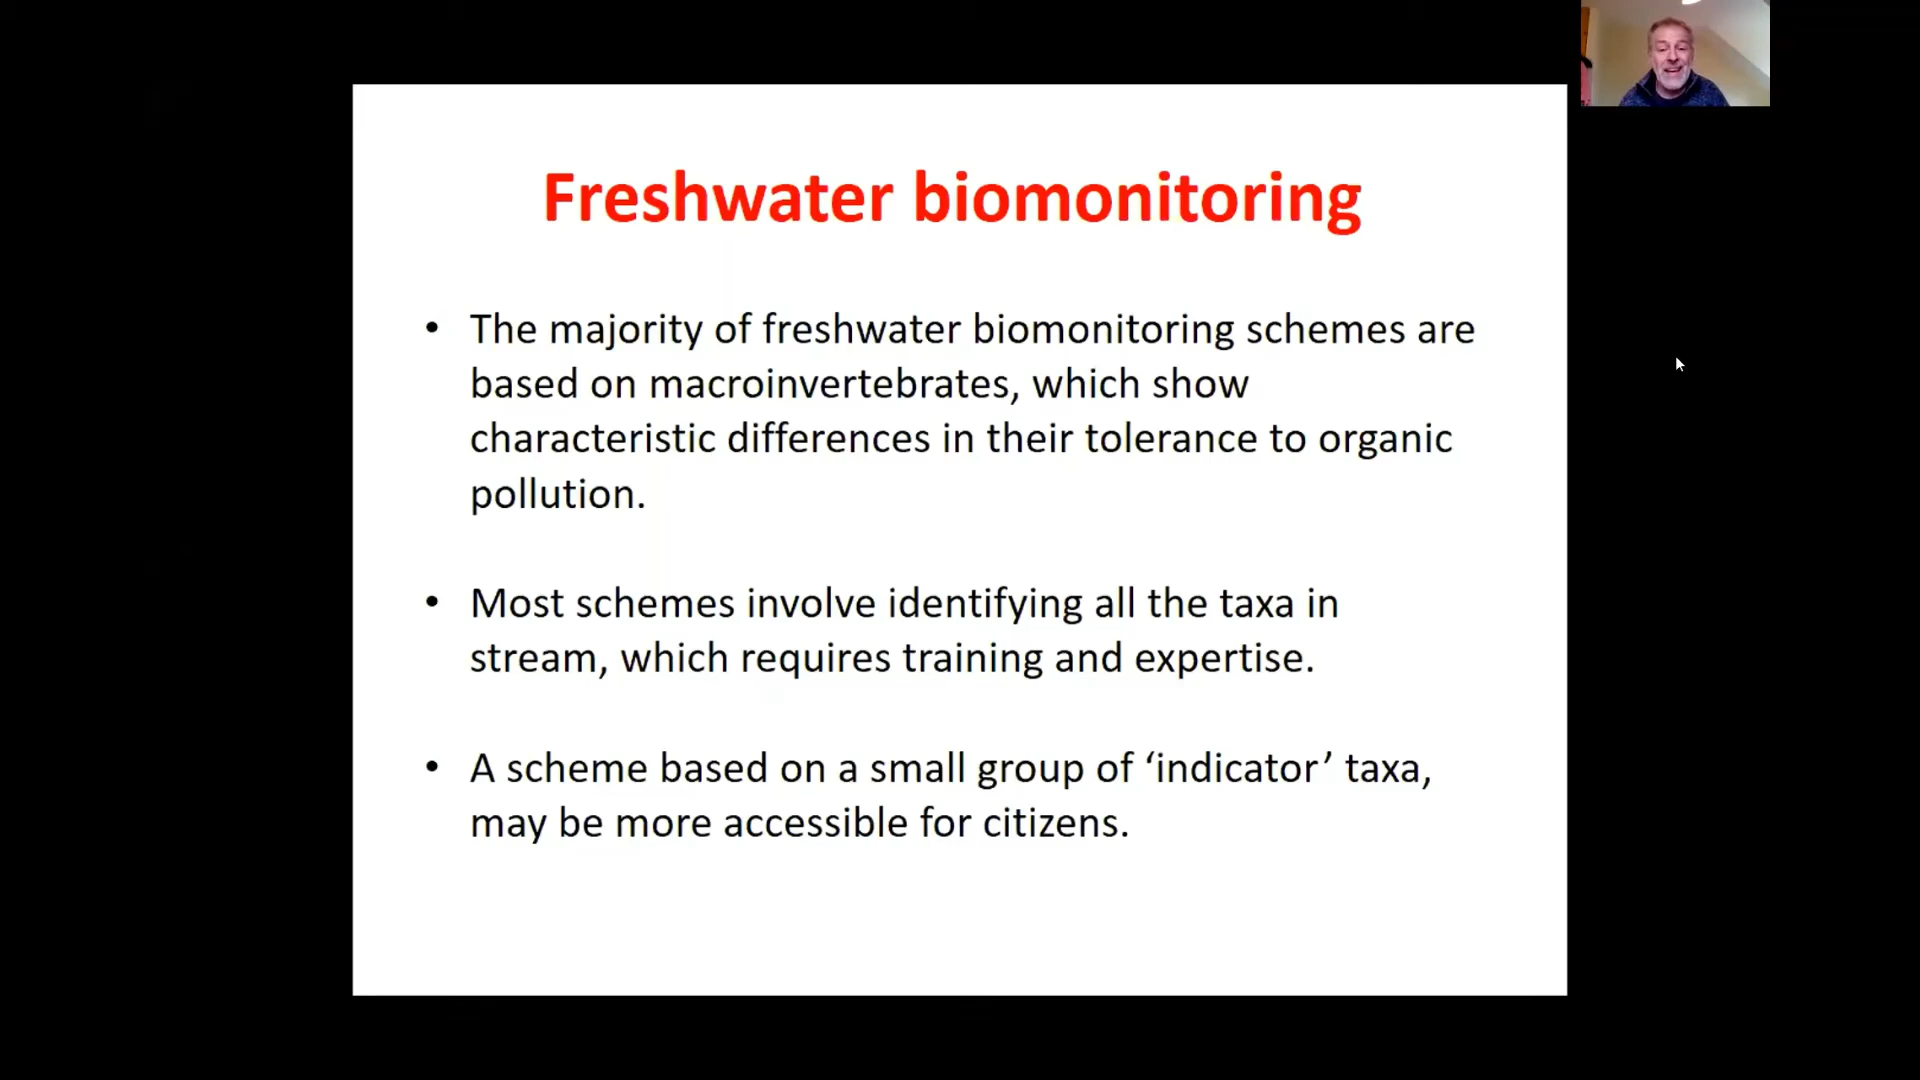 Freshwater biomonitoring
• The majority of freshwater biomonitoring schemes are
based on macroinvertebrates, which show
characteristic differences in their tolerance to organic
pollution.
• Most schemes involve identifying all the taxa in
stream, which requires training and expertise.
• A scheme based on a small group of ‘indicator’ taxa,
may be more accessible for citizens.